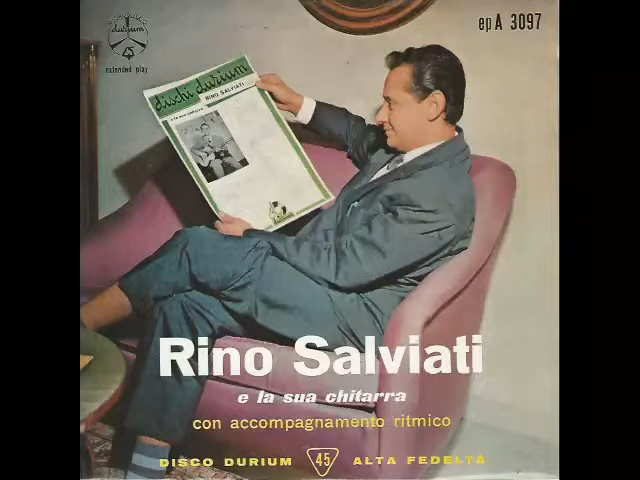 durium
45
extended play
epA 3097
dischi durium
RINO SALVIATI
Rino Salviati
e la sua chitarra
con accompagnamento ritmico
DISCO DURIUM 45 ALTA FEDELTÀ